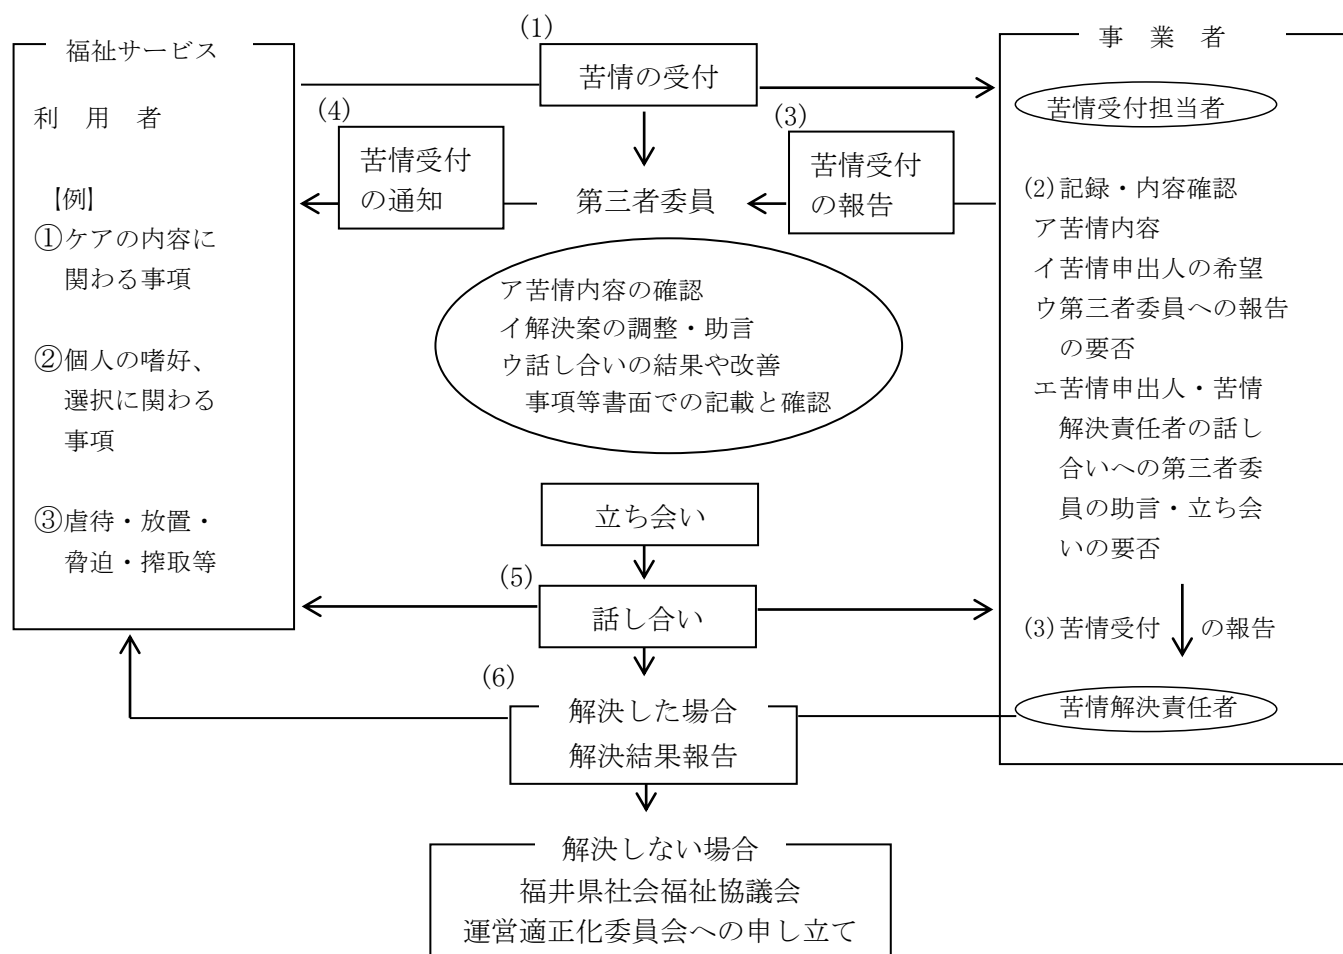 福祉サービス
利 用 者
【例】
①ケアの内容に
関わる事項
②個人の嗜好、
選択に関わる
事項
③虐待・放置・
脅迫・搾取等
(1)
苦情の受付
(4)
苦情受付
の通知
第三者委員
(3)
苦情受付
の報告
ア苦情内容の確認
イ解決案の調整・助言
ウ話し合いの結果や改善
事項等書面での記載と確認
立ち会い
(5)
話し合い
(6)
解決した場合
解決結果報告
解決しない場合
福井県社会福祉協議会
運営適正化委員会への申し立て
事 業 者
苦情受付担当者
(2)記録・内容確認
ア苦情内容
イ苦情申出人の希望
ウ第三者委員への報告
の要否
エ苦情申出人・苦情
解決責任者の話し
合いへの第三者委
員の助言・立ち会
いの要否
(3)苦情受付 の報告
苦情解決責任者